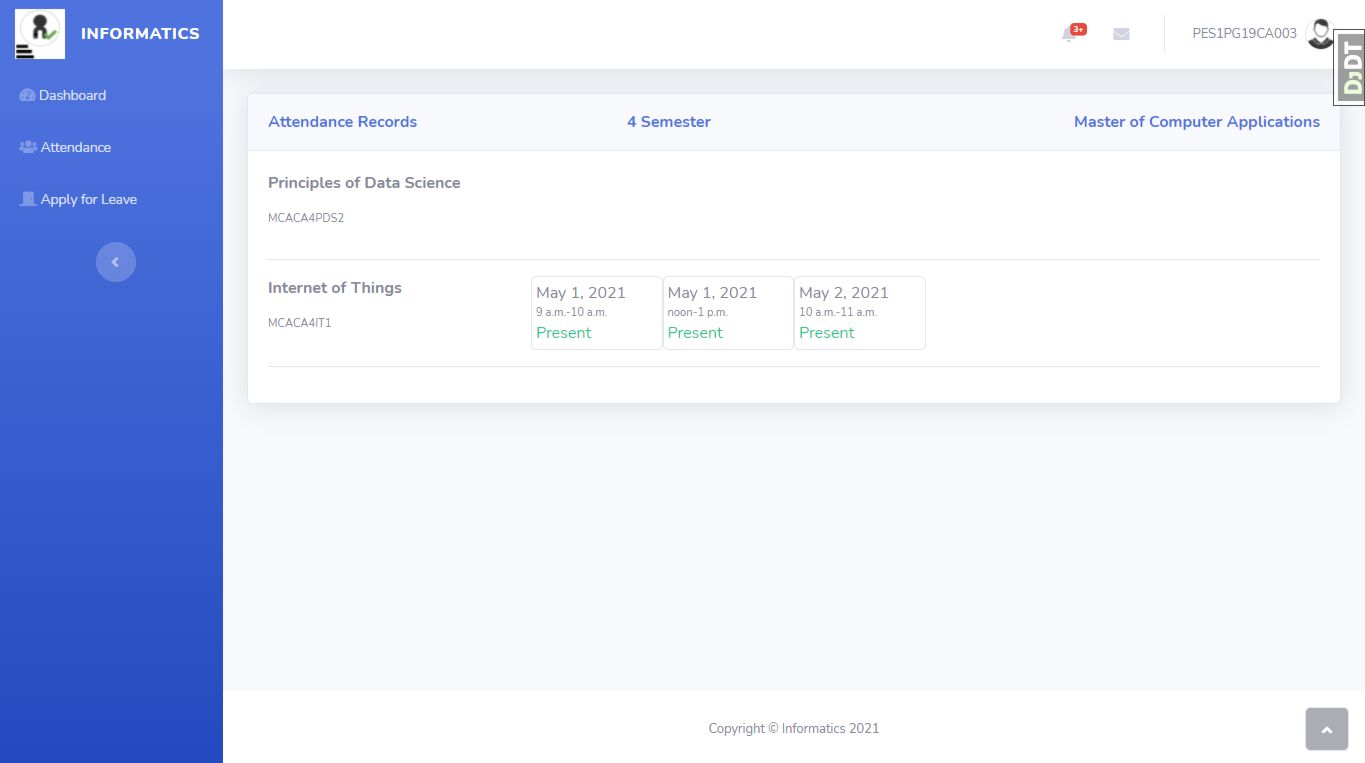 INFORMATICS
3+
PES1PG19CA003
DjDT
Dashboard
Attendance
Apply for Leave
Attendance Records
4 Semester
Master of Computer Applications
Principles of Data Science
MCACA4PDS2
Internet of Things
MCACA4IT1
May 1, 2021
9 a.m.-10 a.m.
Present
May 1, 2021
noon-1 p.m.
Present
May 2, 2021
10 a.m.-11 a.m.
Present
Copyright © Informatics 2021